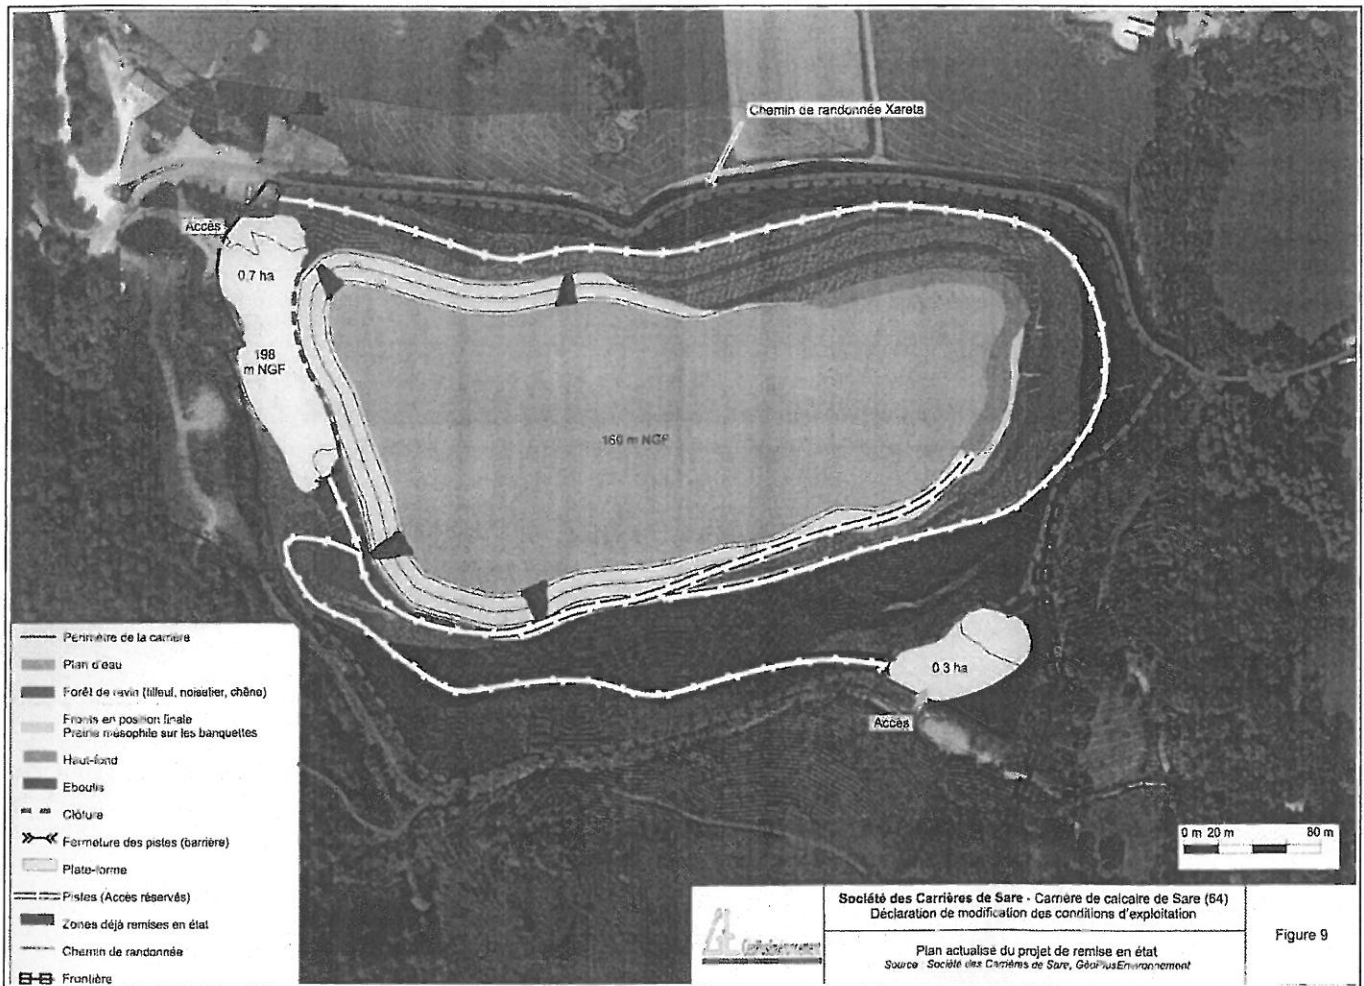 Chemin de randonnée Xareta
Accès
0,7 ha
198
m NGF
160 m NGF
0.3 ha
Accès
Périmètre de la carrière
Plan d'eau
Forêt de ravin (tilleul, noisetier, chêne)
Fronts en position finale
Prairie mésophile sur les banquettes
Haut-fond
Eboulis
Clôture
Fermeture des pistes (barrière)
Plate-forme
Pistes (Accès réservés)
Zones déjà remises en état
Chemin de randonnée
Frontière
0 m 20 m 80 m
GéoPlusEnvironnement
Société des Carrières de Sare - Carrière de calcaire de Sare (64)
Déclaration de modification des conditions d'exploitation
Plan actualisé du projet de remise en état
Source : Société des Carrières de Sare, GéoPlusEnvironnement
Figure 9